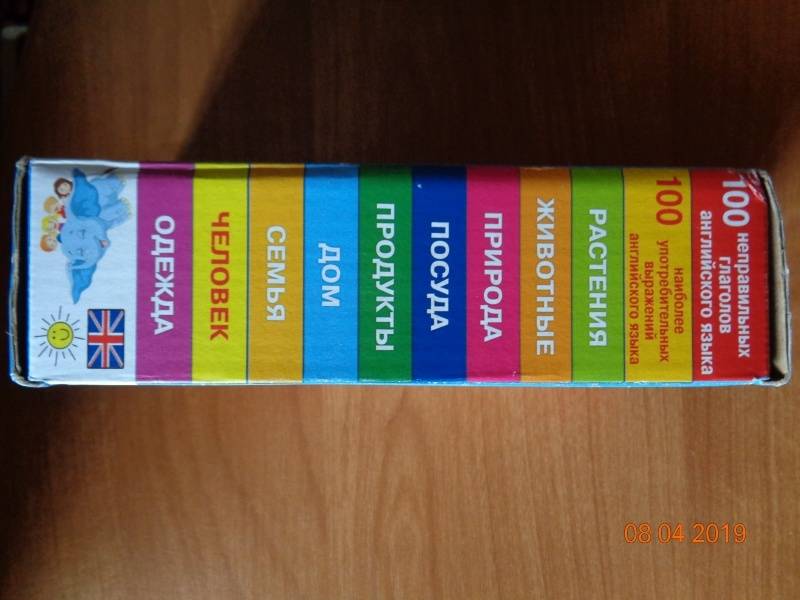 100 неправильных
глаголов
английского языка
100 наиболее
употребительных
выражений
английского языка
РАСТЕНИЯ
ЖИВОТНЫЕ
ПРИРОДА
ПОСУДА
ПРОДУКТЫ
ДОМ
СЕМЬЯ
ЧЕЛОВЕК
ОДЕЖДА
08 04 2019